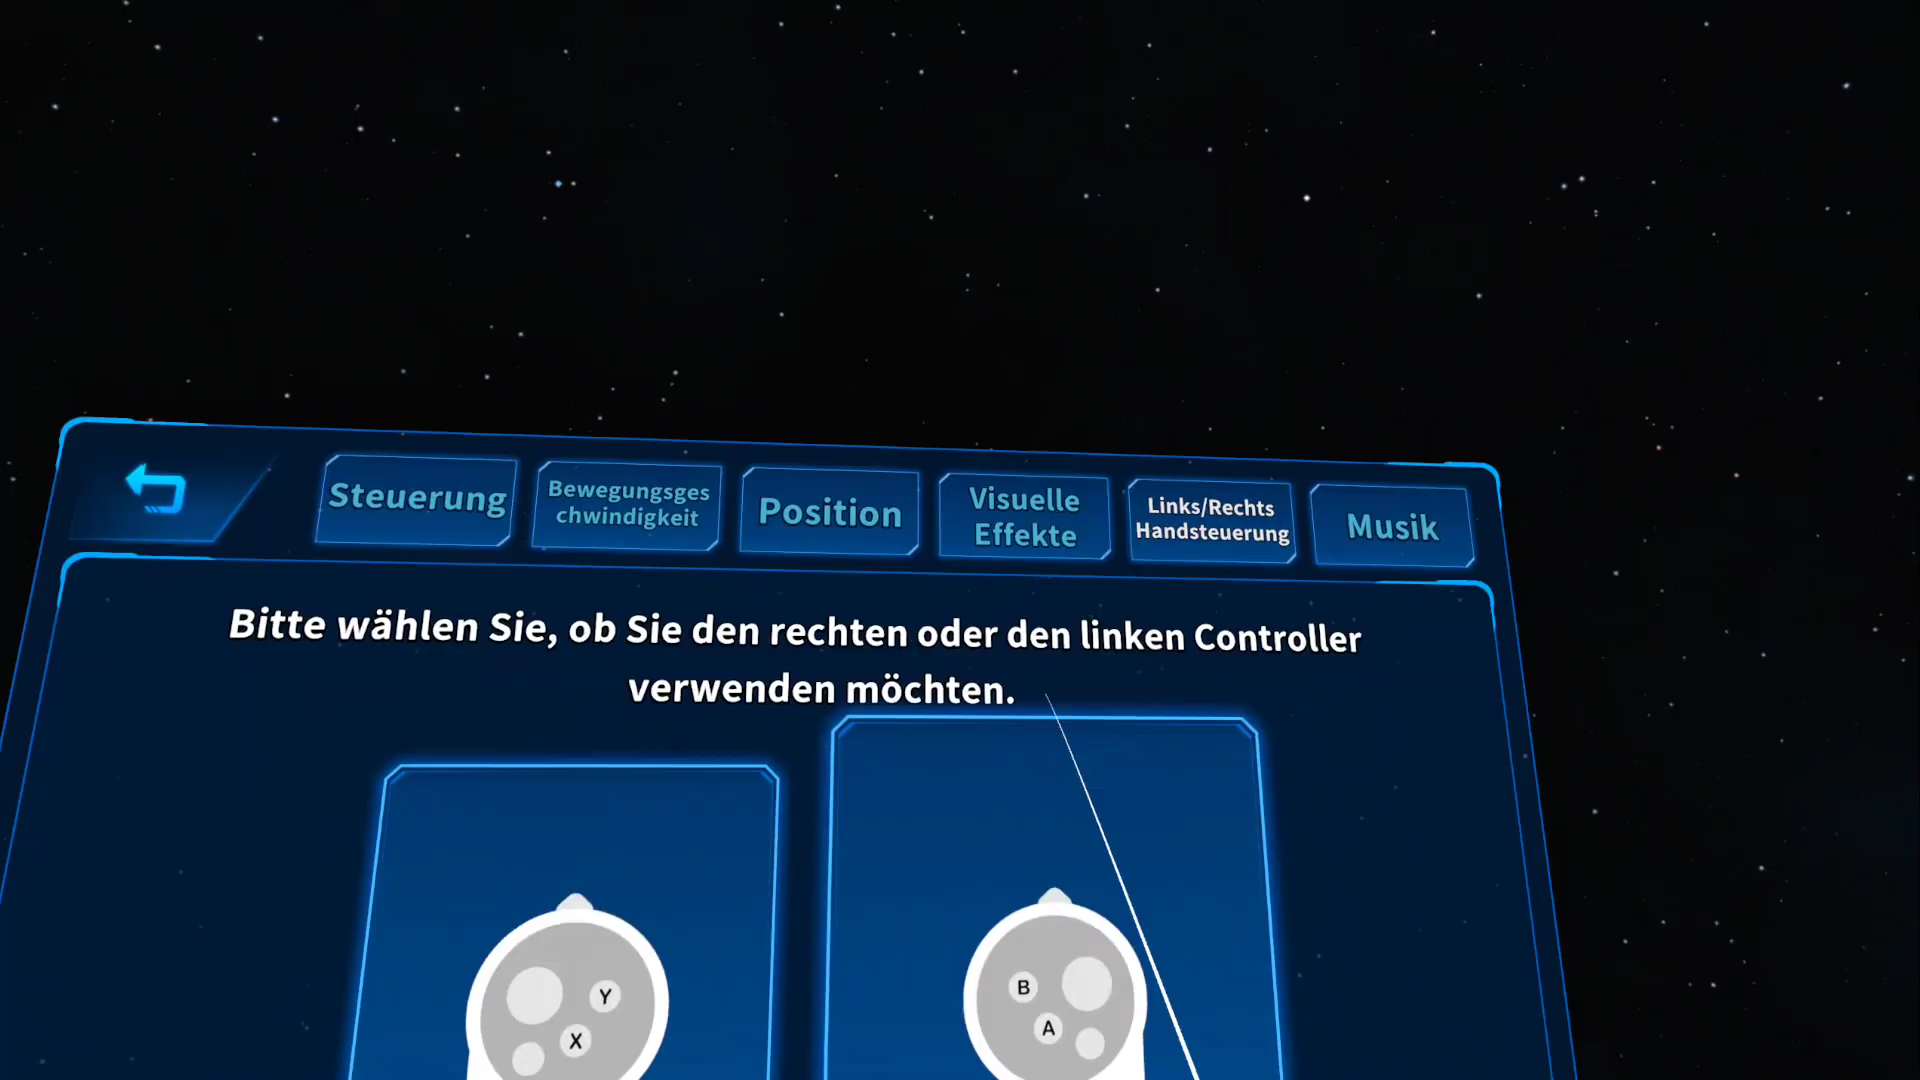 Steuerung
Bewegungsges
chwindigkeit
Position
Visuelle
Effekte
Links/Rechts
Handsteuerung
Musik
Bitte wählen Sie, ob Sie den rechten oder den linken Controller
verwenden möchten.
Y
X
B
A